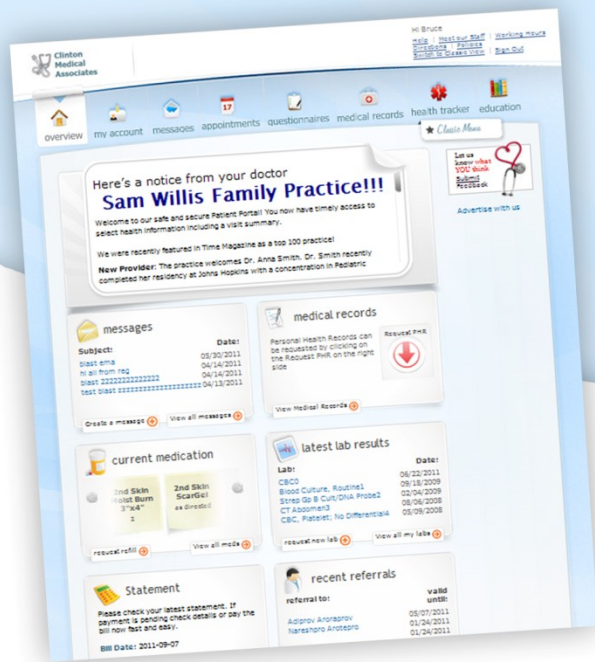 Clinton
Medical
Associates
Hi Bruce
Help | Meet our Staff | Working Hours
Directions | Policies
Switch to Classic View | Sign Out
overview
my account
messages
appointments
questionnaires
medical records
health tracker
education
17
Classic Menu
Here's a notice from your doctor
Sam Willis Family Practice!!!
Welcome to our safe and secure Patient Portal! You now have timely access to
select health information including a visit summary.
We were recently featured in Time Magazine as a top 100 practice!
New Provider: The practice welcomes Dr. Anna Smith. Dr. Smith recently
completed her residency at Johns Hopkins with a concentration in Pediatric
Let us
know what
YOU think
Submit
Feedback
Advertise with us
messages
Subject: Date:
blast ema 05/30/2011
hi all from reg 04/14/2011
blast 22222222222222 04/14/2011
04/13/2011
Create a message
View all messages
medical records
Personal Health Records can
be requested by clicking on
the Request PHR on the right
side
Request PHR
View Medical Records
current medication
2nd Skin
Moist Burn
3"x4"
1
2nd Skin
ScarGel
as directed
request refill
View all meds
latest lab results
Lab: Date:
CBC0 06/22/2011
Blood Culture, Routine1 09/18/2009
Strep Gp B Cult/DNA Probe2 02/04/2009
CT Abdomen3 08/06/2008
CBC, Platelet; No Differential4 05/09/2008
request new lab
View all my labs
Statement
Please check your latest statement. If
payment is pending check details or pay the
bill now fast and easy.
Bill Date: 2011-09-07
recent referrals
referral to: valid
until:
05/07/2011
Adiprov Aroraprov 01/24/2011
Nareshpro Arotepro 01/24/2011